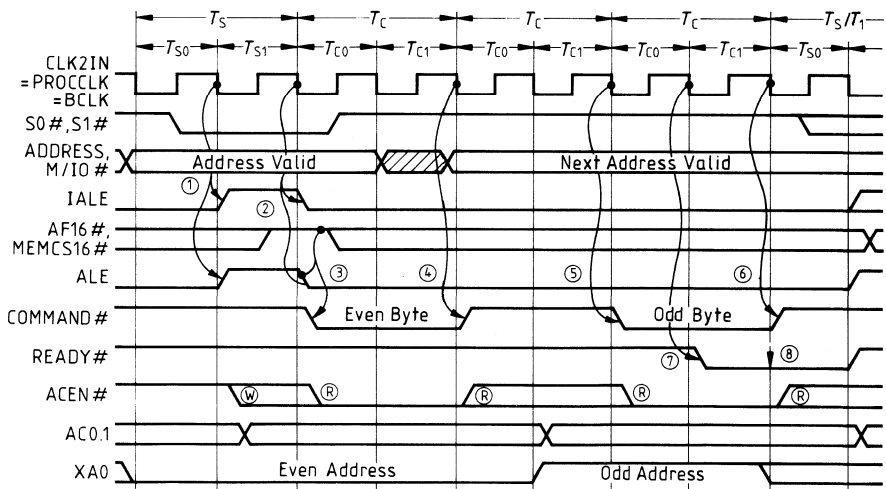 T_S T_C T_C T_C T_S/T_1
T_S0 T_S1 T_C0 T_C1 T_C0 T_C1 T_C0 T_C1 T_S0
CLK2IN
=PROCCLK
=BCLK
S0#,S1#
ADDRESS,
M/IO# Address Valid Next Address Valid
① 
IALE ②
AF16#,
MEMCS16#
ALE ③ ④ ⑤ ⑥
COMMAND# Even Byte Odd Byte
READY# ⑦ ⑧
ACEN# Ⓦ Ⓡ Ⓡ Ⓡ Ⓡ
AC0.1
XA0 Even Address Odd Address